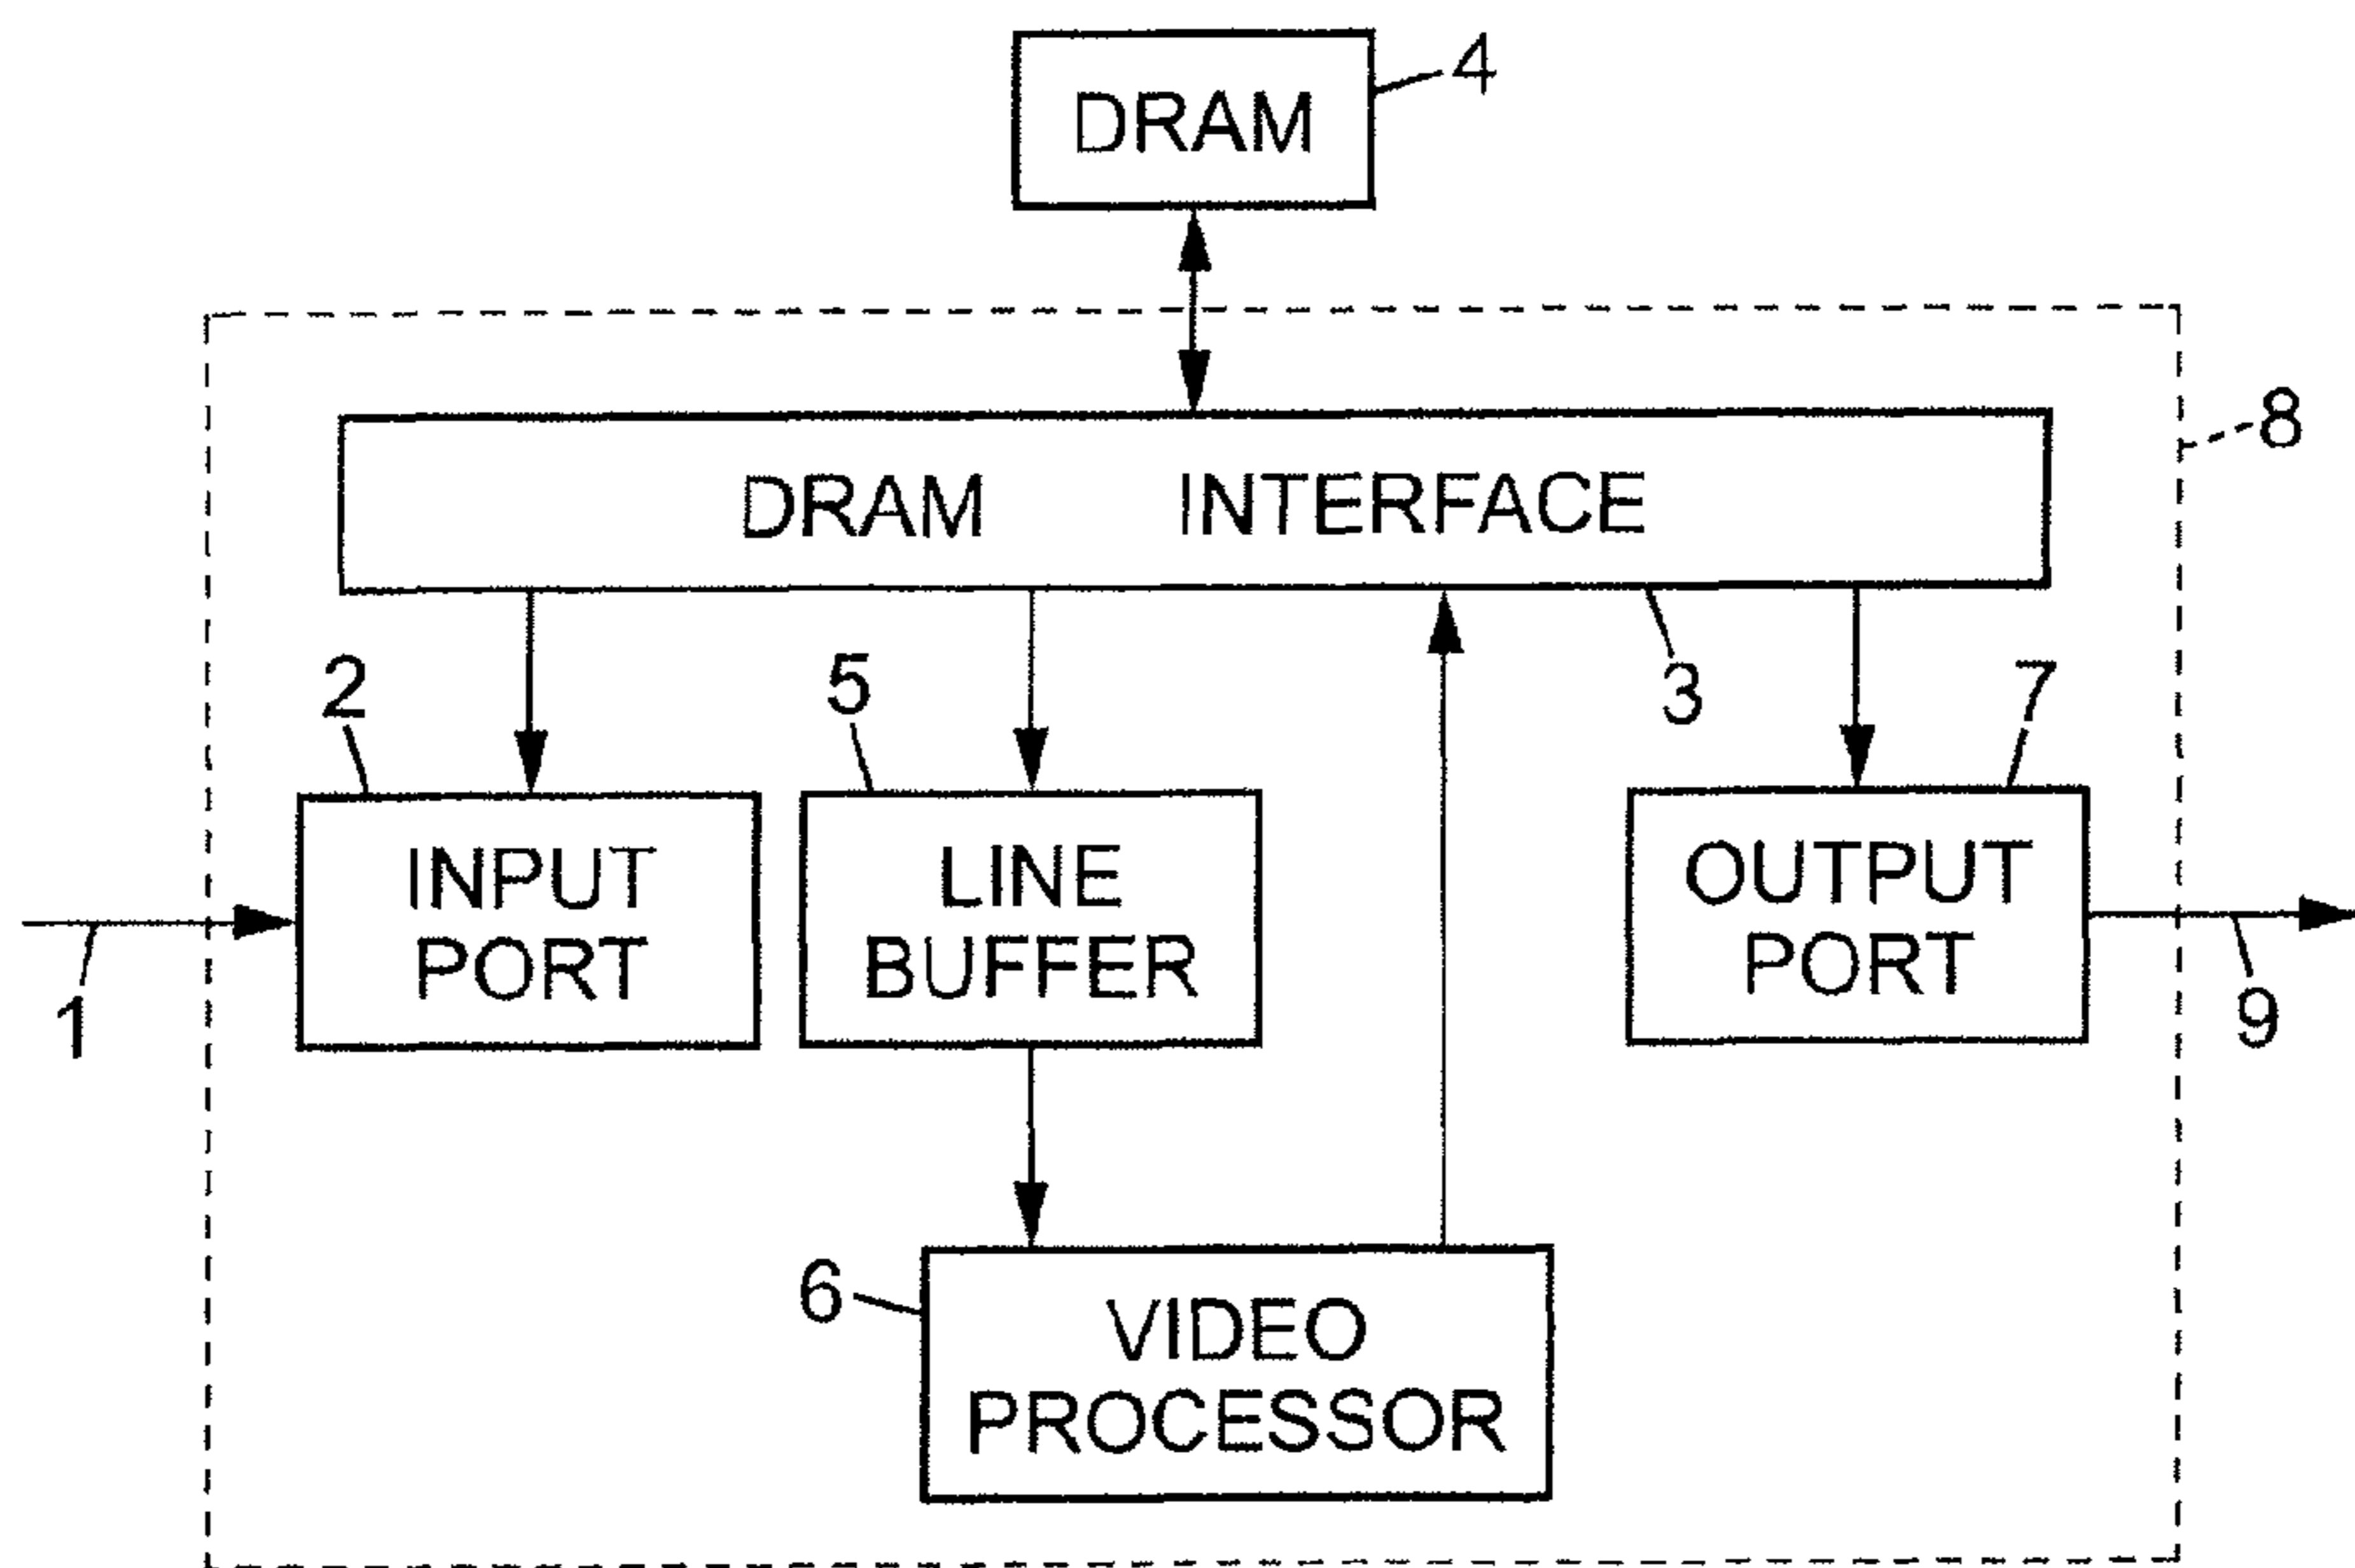 DRAM
4
8
DRAM INTERFACE
2
5
3
7
INPUT
PORT
LINE
BUFFER
OUTPUT
PORT
1
9
6
VIDEO
PROCESSOR